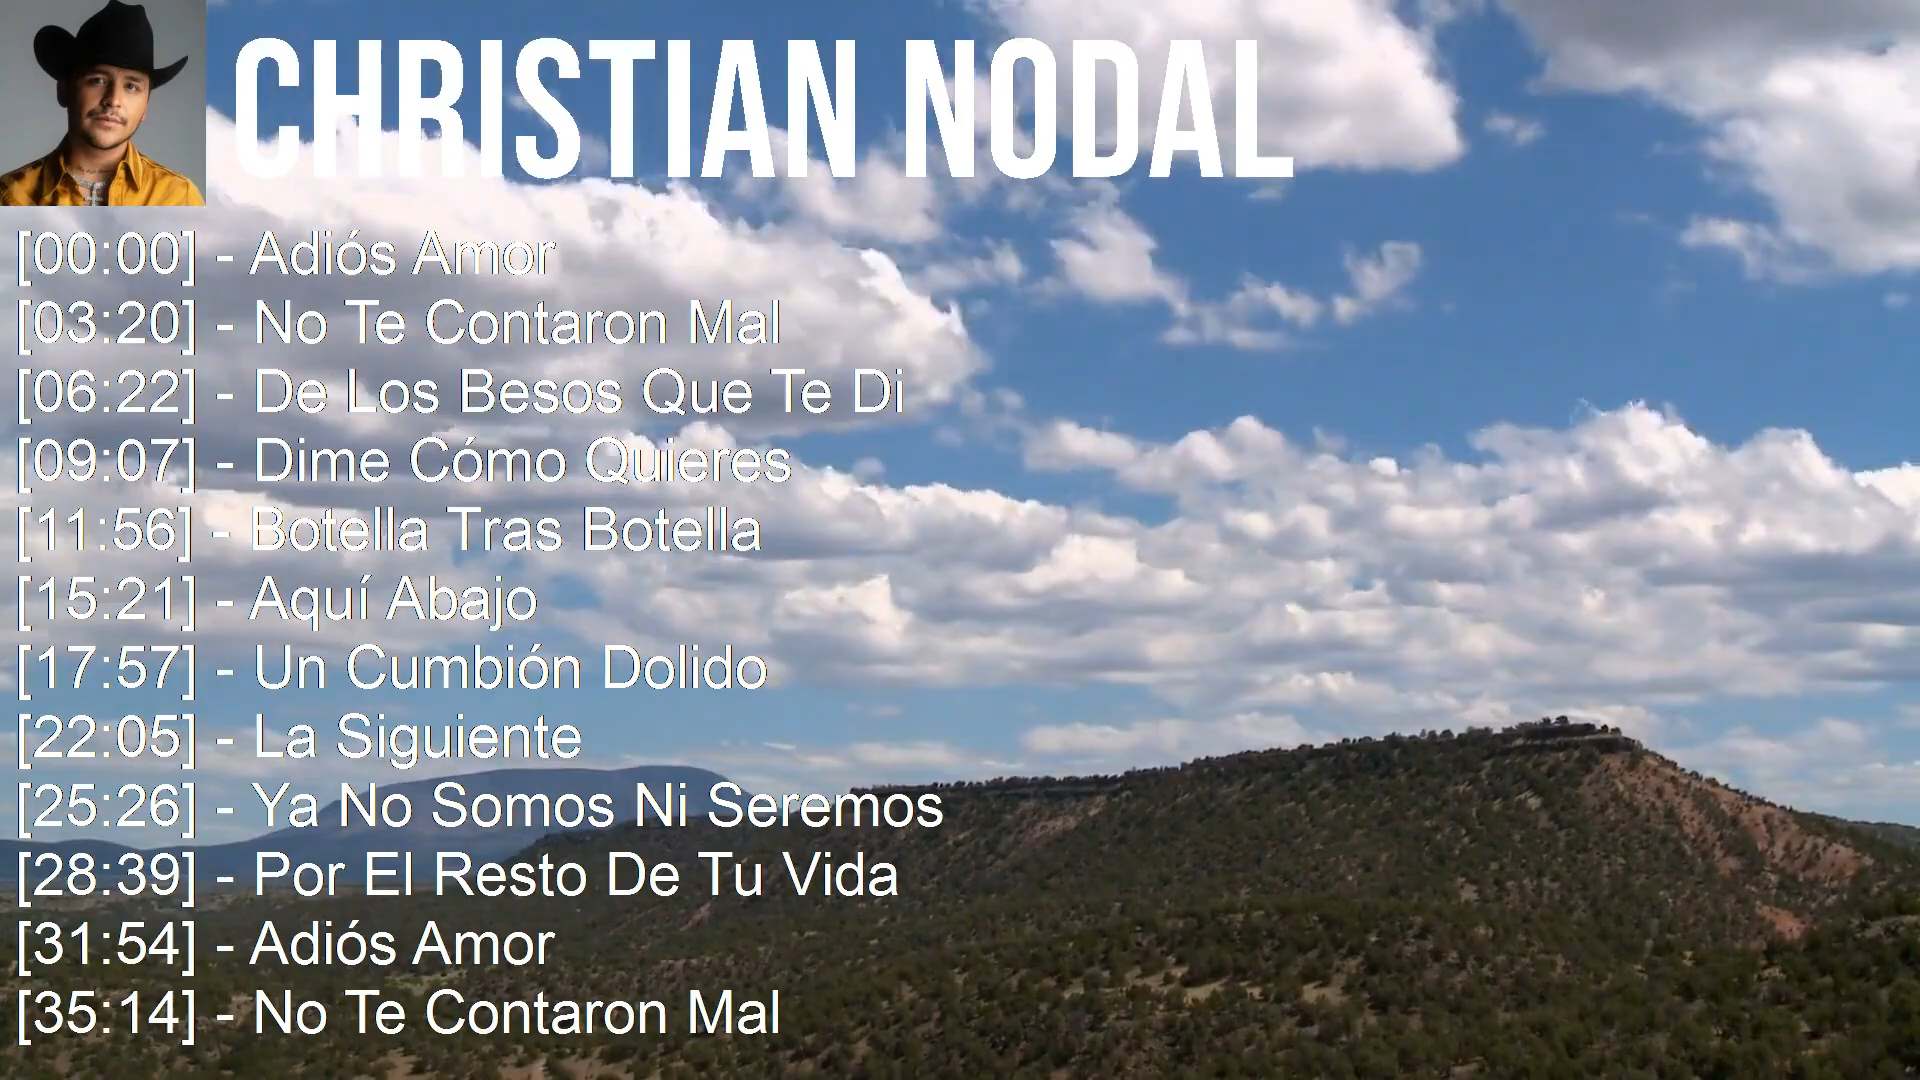 CHRISTIAN NODAL
[00:00] - Adiós Amor
[03:20] - No Te Contaron Mal
[06:22] - De Los Besos Que Te Di
[09:07] - Dime Cómo Quieres
[11:56] - Botella Tras Botella
[15:21] - Aquí Abajo
[17:57] - Un Cumbión Dolido
[22:05] - La Siguiente
[25:26] - Ya No Somos Ni Seremos
[28:39] - Por El Resto De Tu Vida
[31:54] - Adiós Amor
[35:14] - No Te Contaron Mal